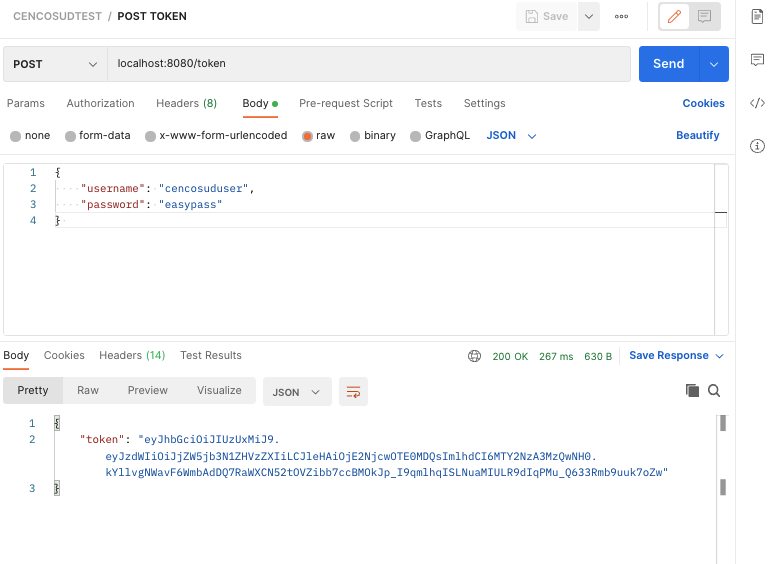 CENCOSUDTEST / POST TOKEN
Save
POST
localhost:8080/token
Send
Params Authorization Headers (8) Body Pre-request Script Tests Settings Cookies
none form-data x-www-form-urlencoded raw binary GraphQL JSON Beautify
1 {
2 "username": "cencosuduser",
3 "password": "easypass"
4 }
Body Cookies Headers (14) Test Results 200 OK 267 ms 630 B Save Response
Pretty Raw Preview Visualize JSON
1 {
2 "token": "eyJhbGciOiJIUzUxMiJ9.
eyJzdWIiOiJjZW5jb3N1ZHVzZXIiLCJleHAiOjE2NjcwOTE0MDQsImlhdCI6MTY2NzA3MzQwNH0.
kYllvgNWavF6WmbAdDQ7RaWXCN52tOVZibb7ccBMOkJp_I9qmlhqISLNuaMIULR9dIqPMu_Q633Rmb9uuk7oZw"
3 }